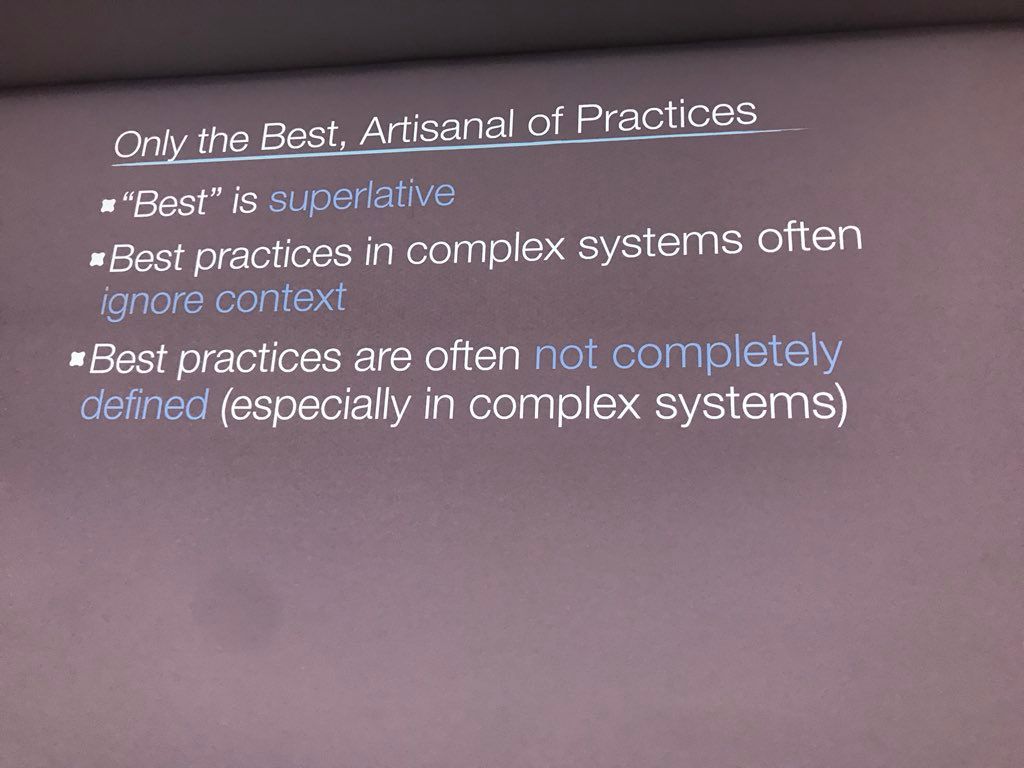 Only the Best, Artisanal of Practices
"Best" is superlative
Best practices in complex systems often
ignore context
Best practices are often not completely
defined (especially in complex systems)